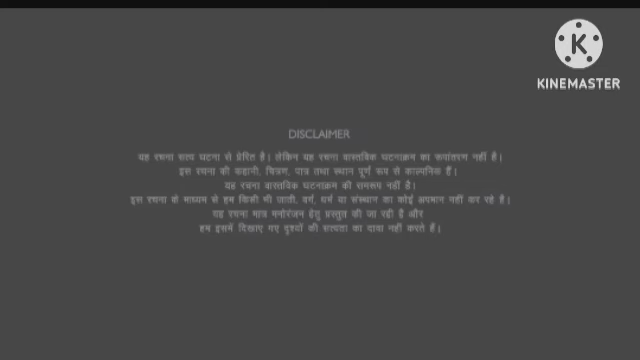 KINEMASTER
DISCLAIMER
यह रचना सत्य घटना से प्रेरित है। लेकिन यह रचना वास्तविक घटनाक्रम का रूपांतरण नहीं है।
इस रचना की कहानी, चित्रण, पात्र तथा स्थान पूर्ण रूप से काल्पनिक हैं।
यह रचना वास्तविक घटनाक्रम की समरूप नहीं है।
इस रचना के माध्यम से हम किसी भी जाती, वर्ग, धर्म या संस्थान का कोई अपमान नहीं कर रहे है।
यह रचना मात्र मनोरंजन हेतु प्रस्तुत की जा रही है और
हम इसमें दिखाए गए दृश्यों की सत्यता का दावा नहीं करते हैं।